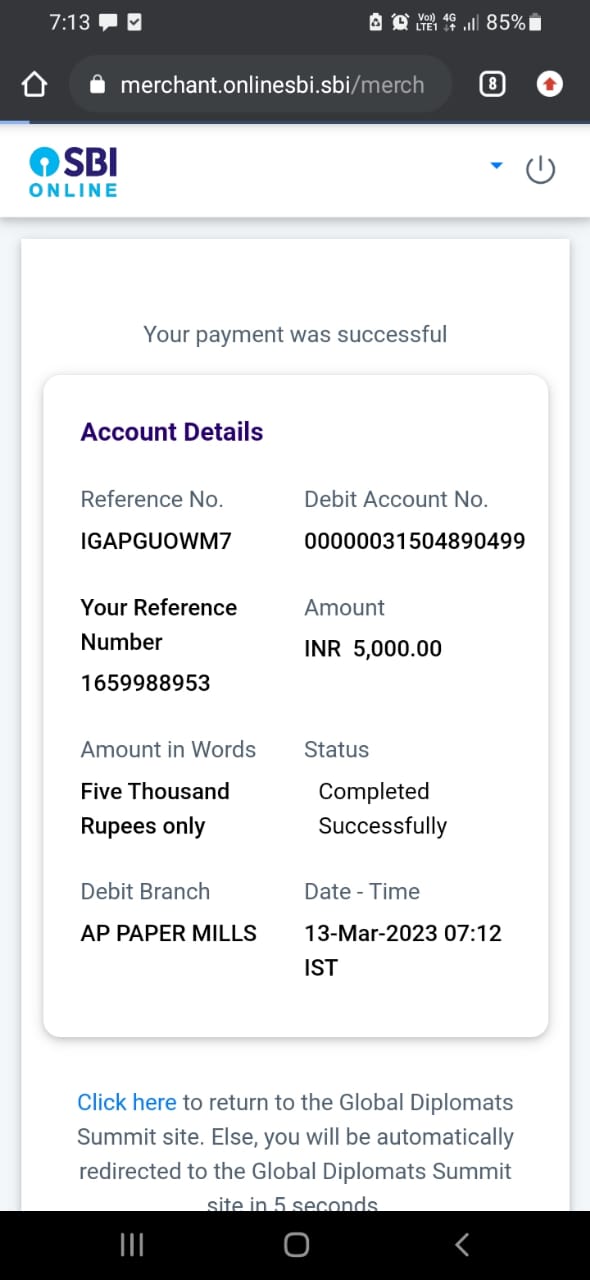 7:13
Vo)) 4G
LTE1
85%
merchant.onlinesbi.sbi/merch
8
SBI
ONLINE
Your payment was successful
Account Details
Reference No.
IGAPGUOWM7
Debit Account No.
00000031504890499
Your Reference
Number
1659988953
Amount
INR 5,000.00
Amount in Words
Five Thousand
Rupees only
Status
Completed
Successfully
Debit Branch
AP PAPER MILLS
Date - Time
13-Mar-2023 07:12
IST
Click here to return to the Global Diplomats
Summit site. Else, you will be automatically
redirected to the Global Diplomats Summit
site in 5 seconds